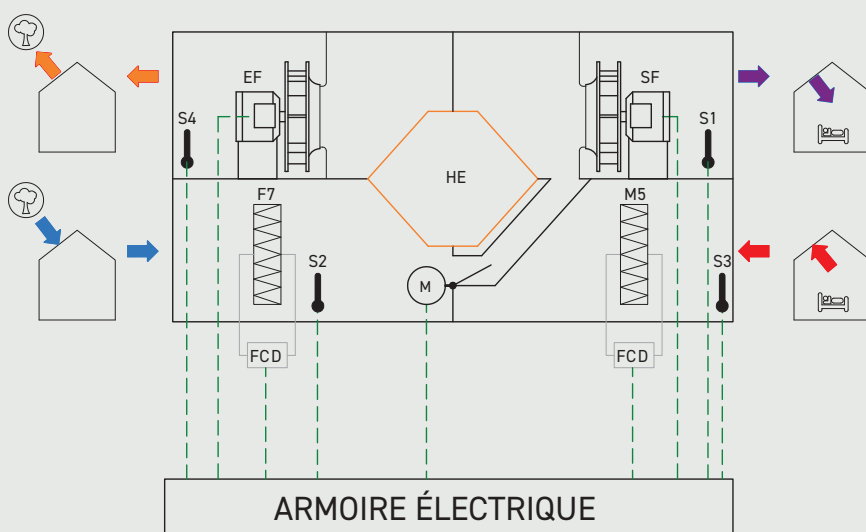 EF
SF
S4
S1
HE
F7
M5
S2
S3
M
FCD
FCD
ARMOIRE ÉLECTRIQUE